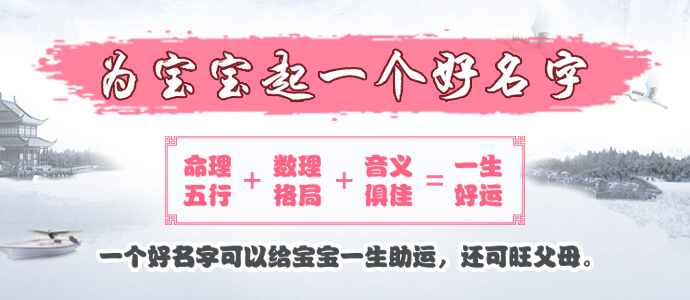 为宝宝起一个好名字
命理五行 + 数理格局 + 音义俱佳 = 一生好运
一个好名字可以给宝宝一生助运，还可旺父母。